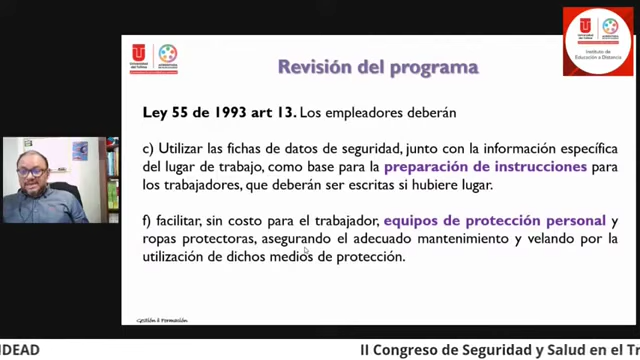 Universidad
del Tolima
Instituto de
Educación a Distancia
Revisión del programa
Ley 55 de 1993 art 13. Los empleadores deberán
c) Utilizar las fichas de datos de seguridad, junto con la información específica
del lugar de trabajo, como base para la preparación de instrucciones para
los trabajadores, que deberán ser escritas si hubiere lugar.
f) facilitar, sin costo para el trabajador, equipos de protección personal y
ropas protectoras, asegurando el adecuado mantenimiento y velando por la
utilización de dichos medios de protección.
Gestión & Formación
IDEAD
II Congreso de Seguridad y Salud en el Tr